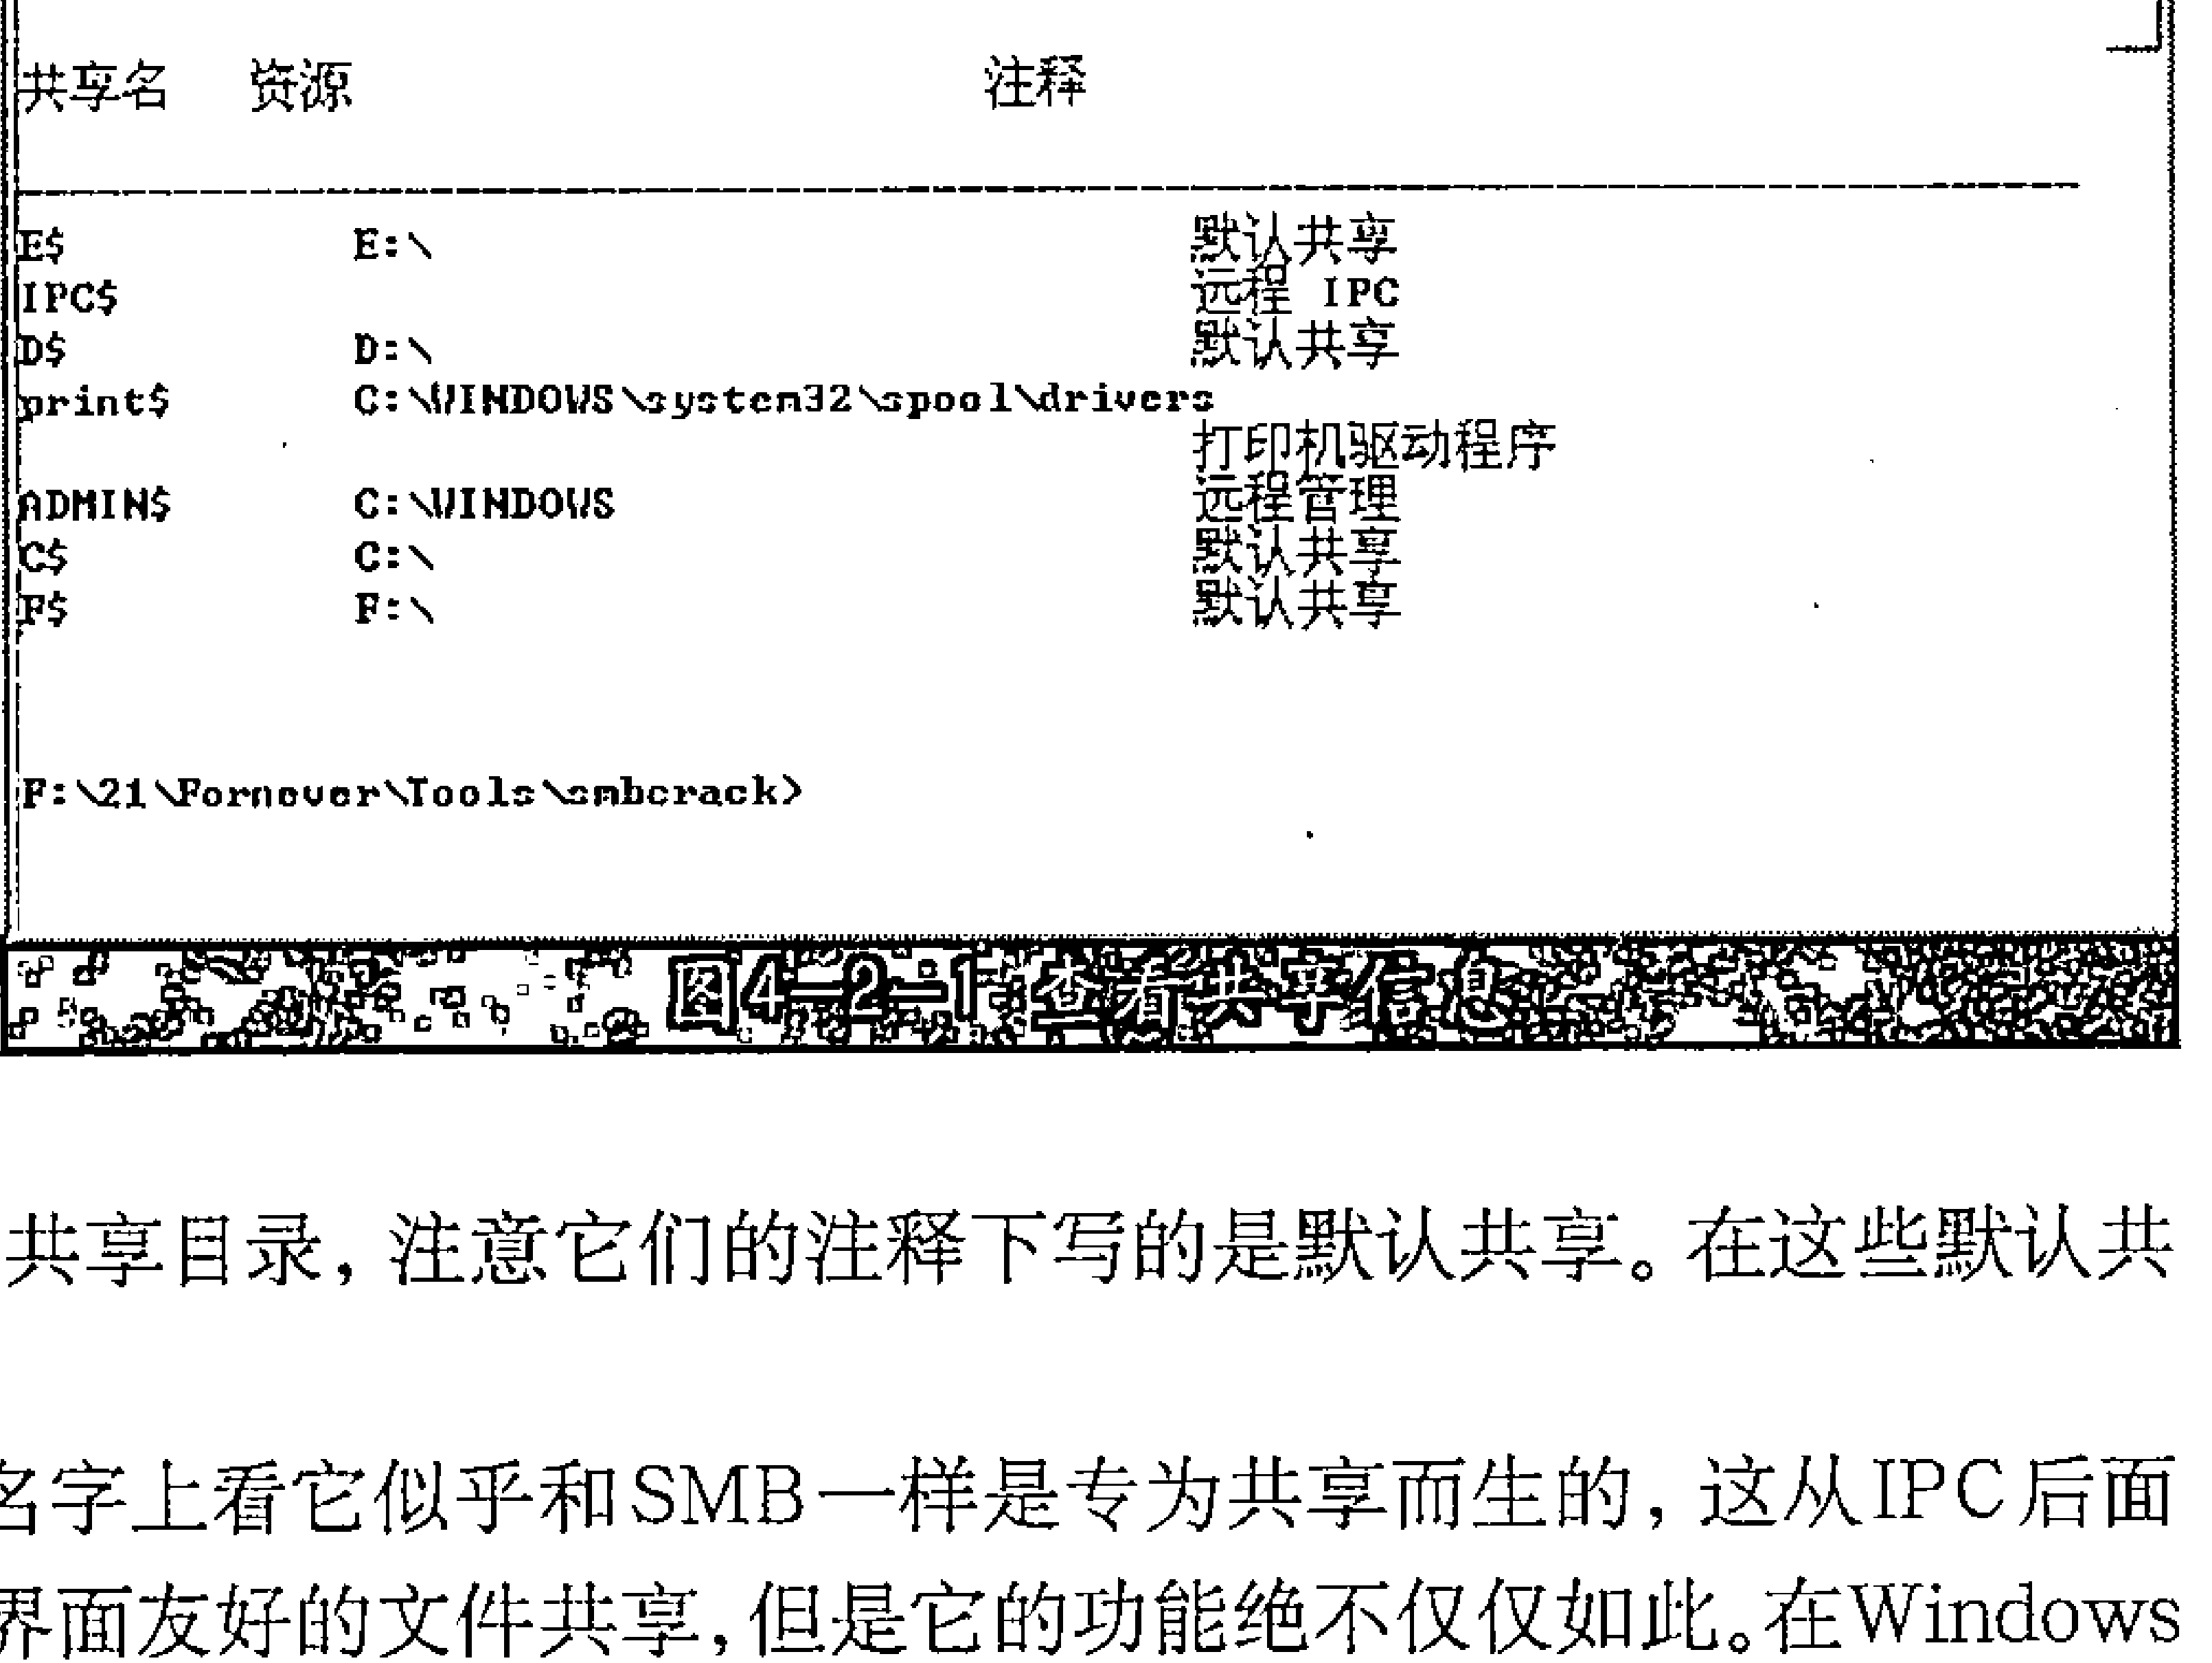 共享名 资源 注释
E$ E:\ 默认共享
IPC$ 远程 IPC
D$ D:\ 默认共享
print$ C:\WINDOWS\system32\spool\drivers
打印机驱动程序
ADMIN$ C:\WINDOWS 远程管理
C$ C:\ 默认共享
F$ F:\ 默认共享
F:\21\Fornever\Tools\smbcrack>
图4-2-1 查看共享信息
共享目录，注意它们的注释下写的是默认共享。在这些默认共
名字上看它似乎和SMB一样是专为共享而生的，这从IPC后面
界面友好的文件共享，但是它的功能绝不仅仅如此。在Windows